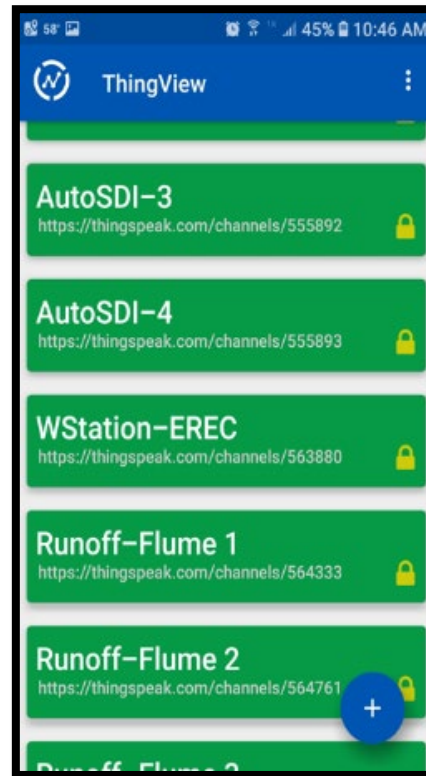 58° 45% 10:46 AM
ThingView
AutoSDI-3
https://thingspeak.com/channels/555892
AutoSDI-4
https://thingspeak.com/channels/555893
WStation-EREC
https://thingspeak.com/channels/563880
Runoff-Flume 1
https://thingspeak.com/channels/564333
Runoff-Flume 2
https://thingspeak.com/channels/564761
+